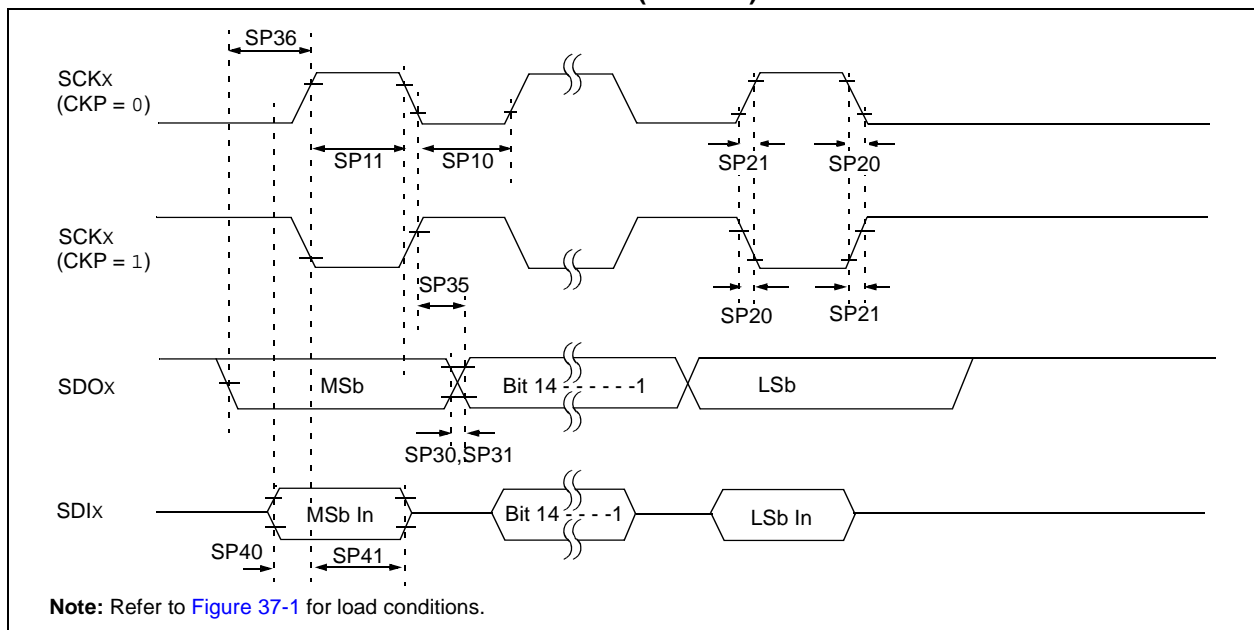 SP36
SCKx
(CKP = 0)
SP11
SP10
SP21
SP20
SCKx
(CKP = 1)
SP35
SP20
SP21
SDOx
MSb
Bit 14 - - - - - -1
LSb
SP30,SP31
SDIx
MSb In
Bit 14 - - - -1
LSb In
SP40
SP41
Note: Refer to Figure 37-1 for load conditions.